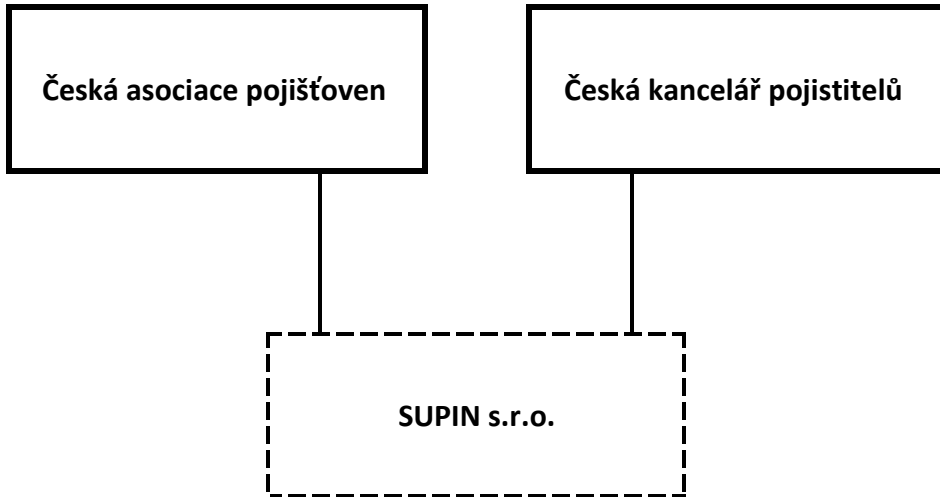 Česká asociace pojišťoven
Česká kancelář pojistitelů
SUPIN s.r.o.